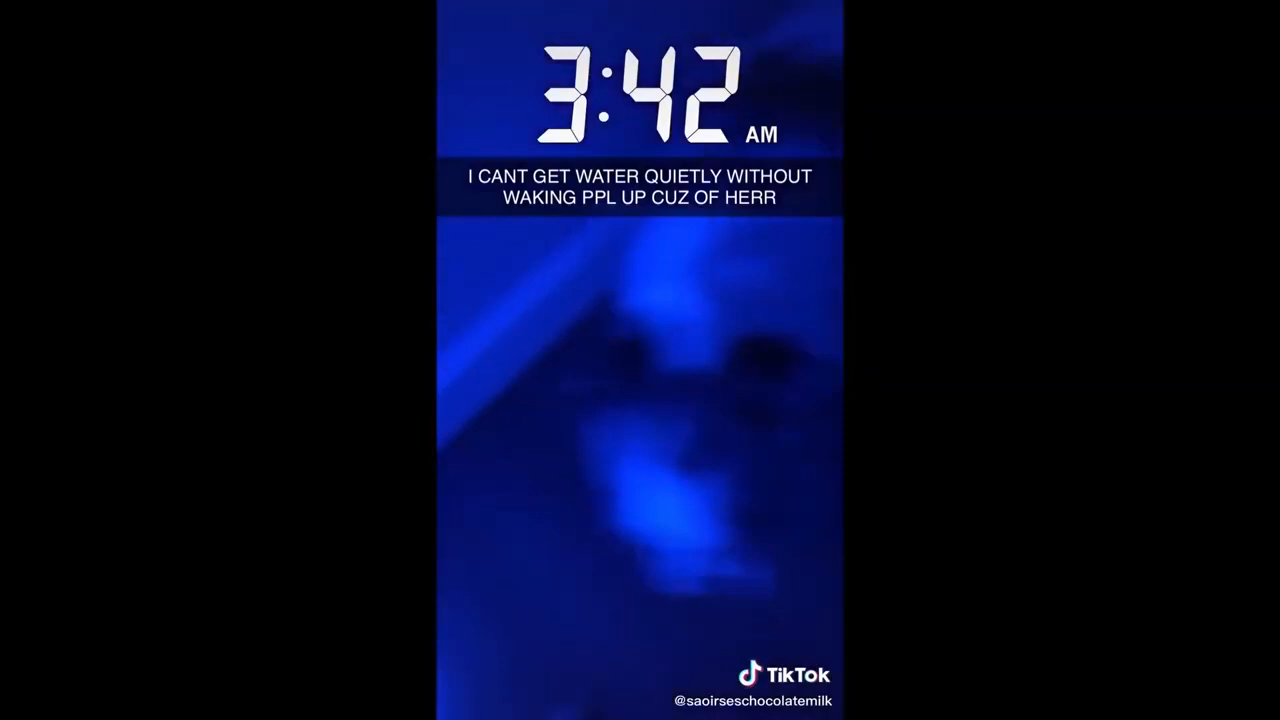 3:42 AM
I CANT GET WATER QUIETLY WITHOUT
WAKING PPL UP CUZ OF HERR
TikTok
@saoirseschocolatemilk